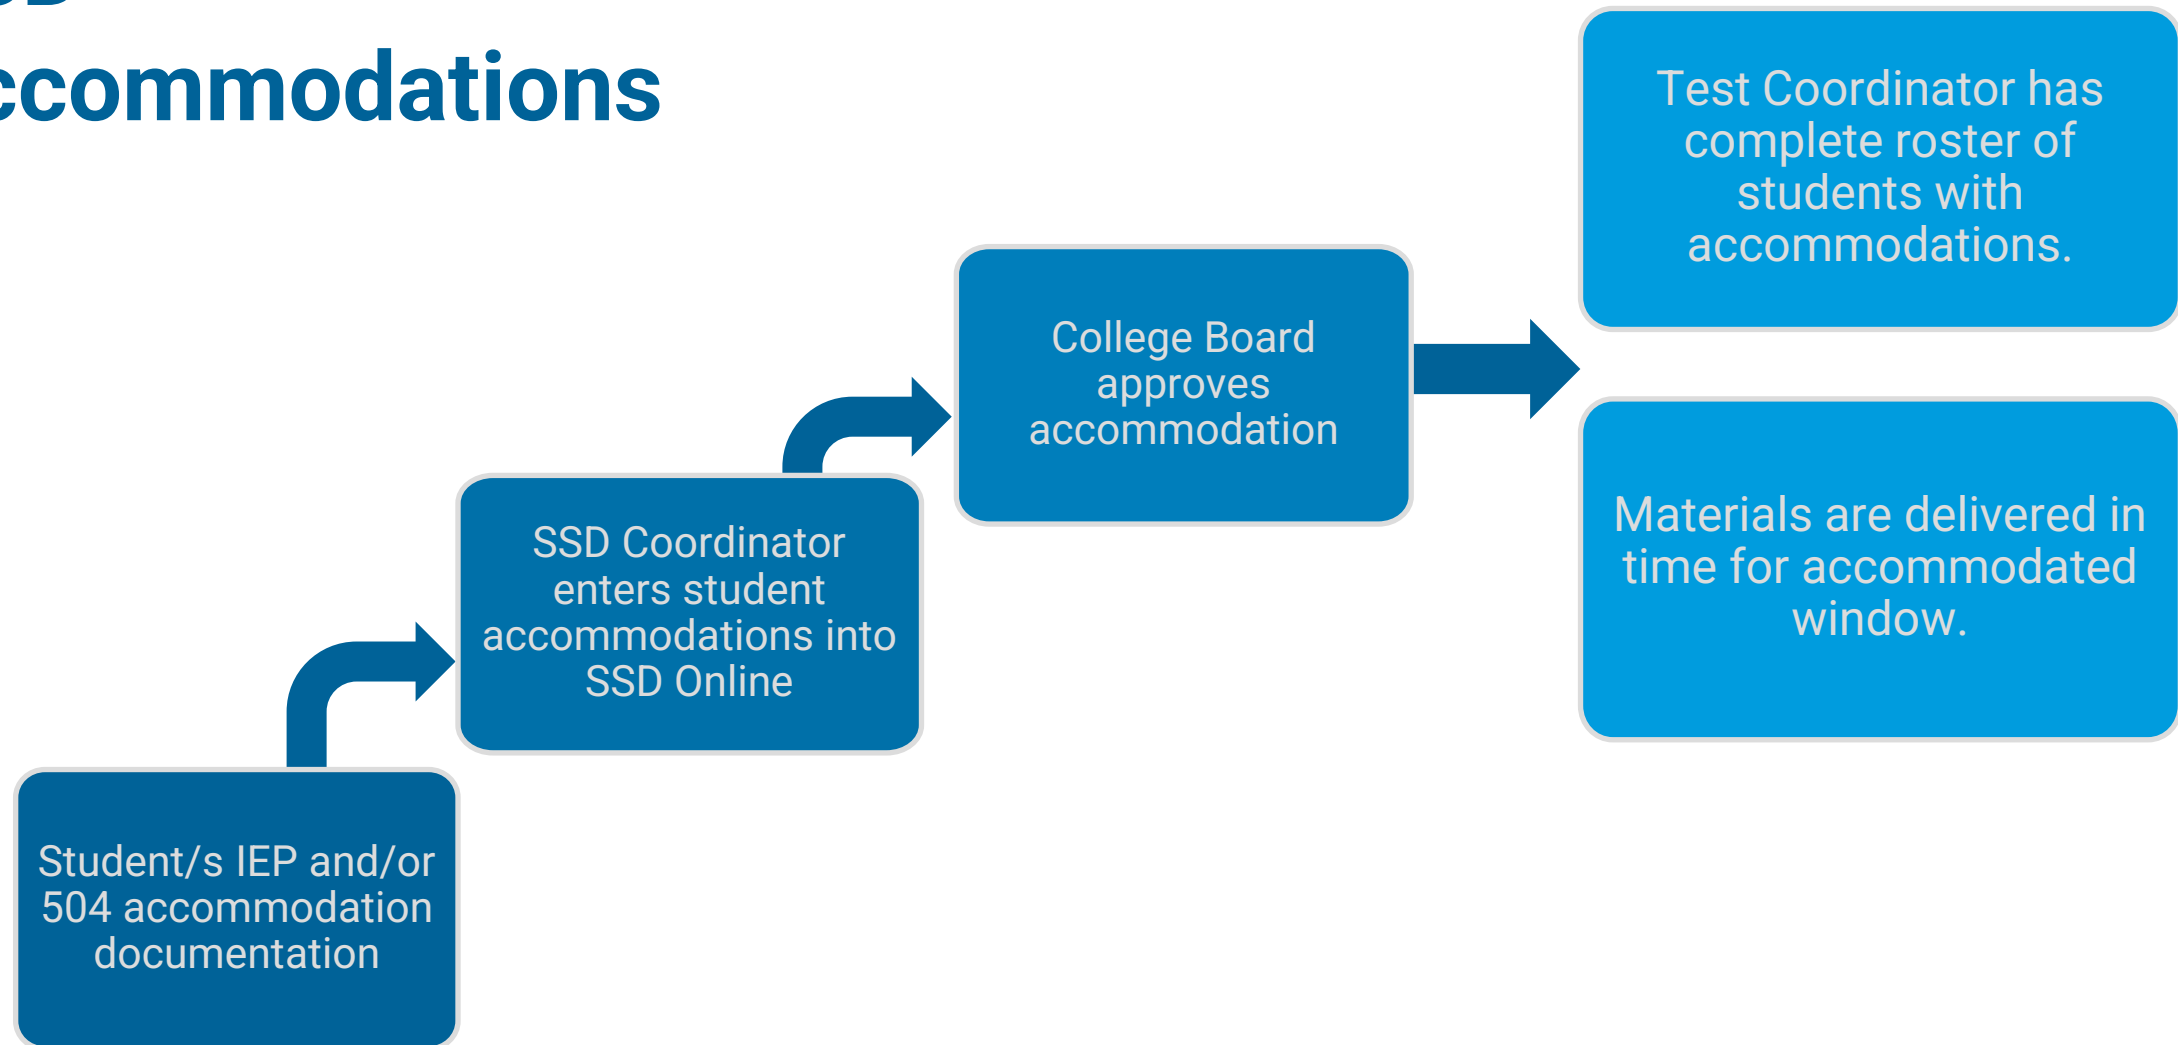 ccommodations
Student/s IEP and/or
504 accommodation
documentation
SSD Coordinator
enters student
accommodations into
SSD Online
College Board
approves
accommodation
Test Coordinator has
complete roster of
students with
accommodations.
Materials are delivered in
time for accommodated
window.